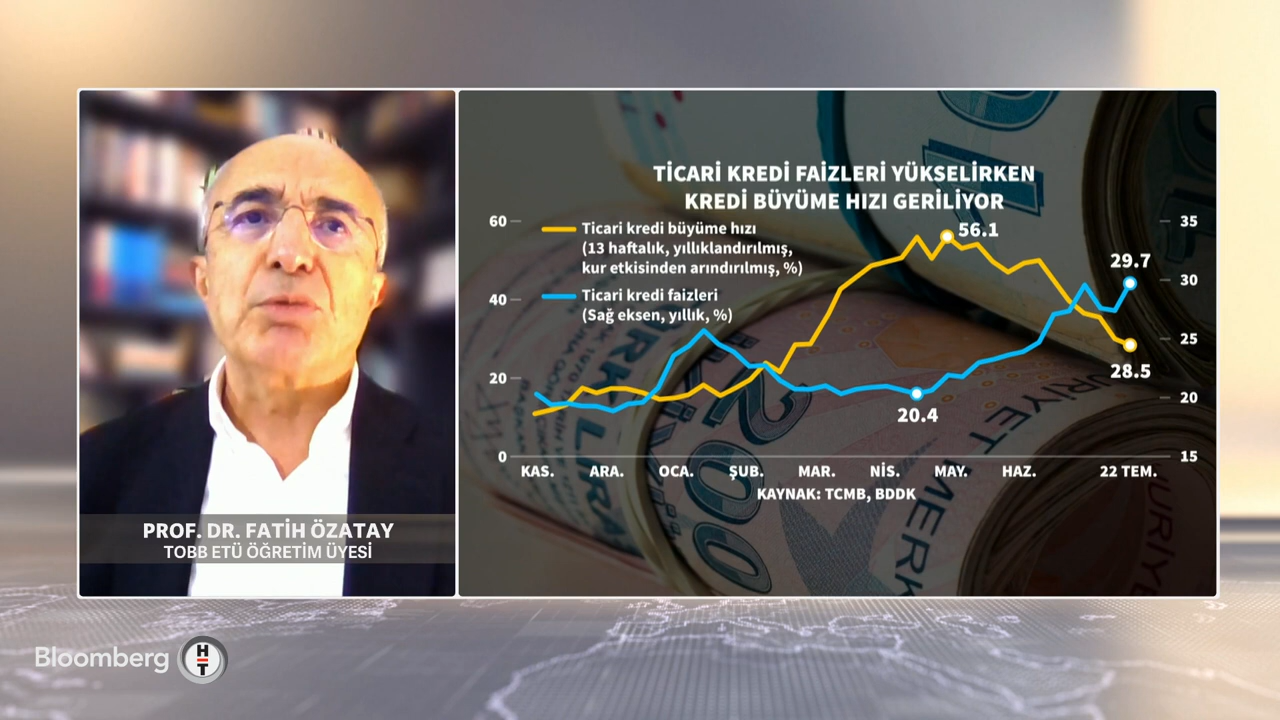 TİCARİ KREDİ FAİZLERİ YÜKSELİRKEN
KREDİ BÜYÜME HIZI GERİLİYOR
60
35
Ticari kredi büyüme hızı
(13 haftalık, yıllıklandırılmış,
kur etkisinden arındırılmış, %)
56.1
29.7
30
40
Ticari kredi faizleri
(Sağ eksen, yıllık, %)
25
28.5
20
20
20.4
0
15
KAS.
ARA.
OCA.
ŞUB.
MAR.
NİS.
MAY.
HAZ.
22 TEM.
KAYNAK: TCMB, BDDK
200
PROF. DR. FATİH ÖZATAY
TOBB ETÜ ÖĞRETİM ÜYESİ
Bloomberg HT